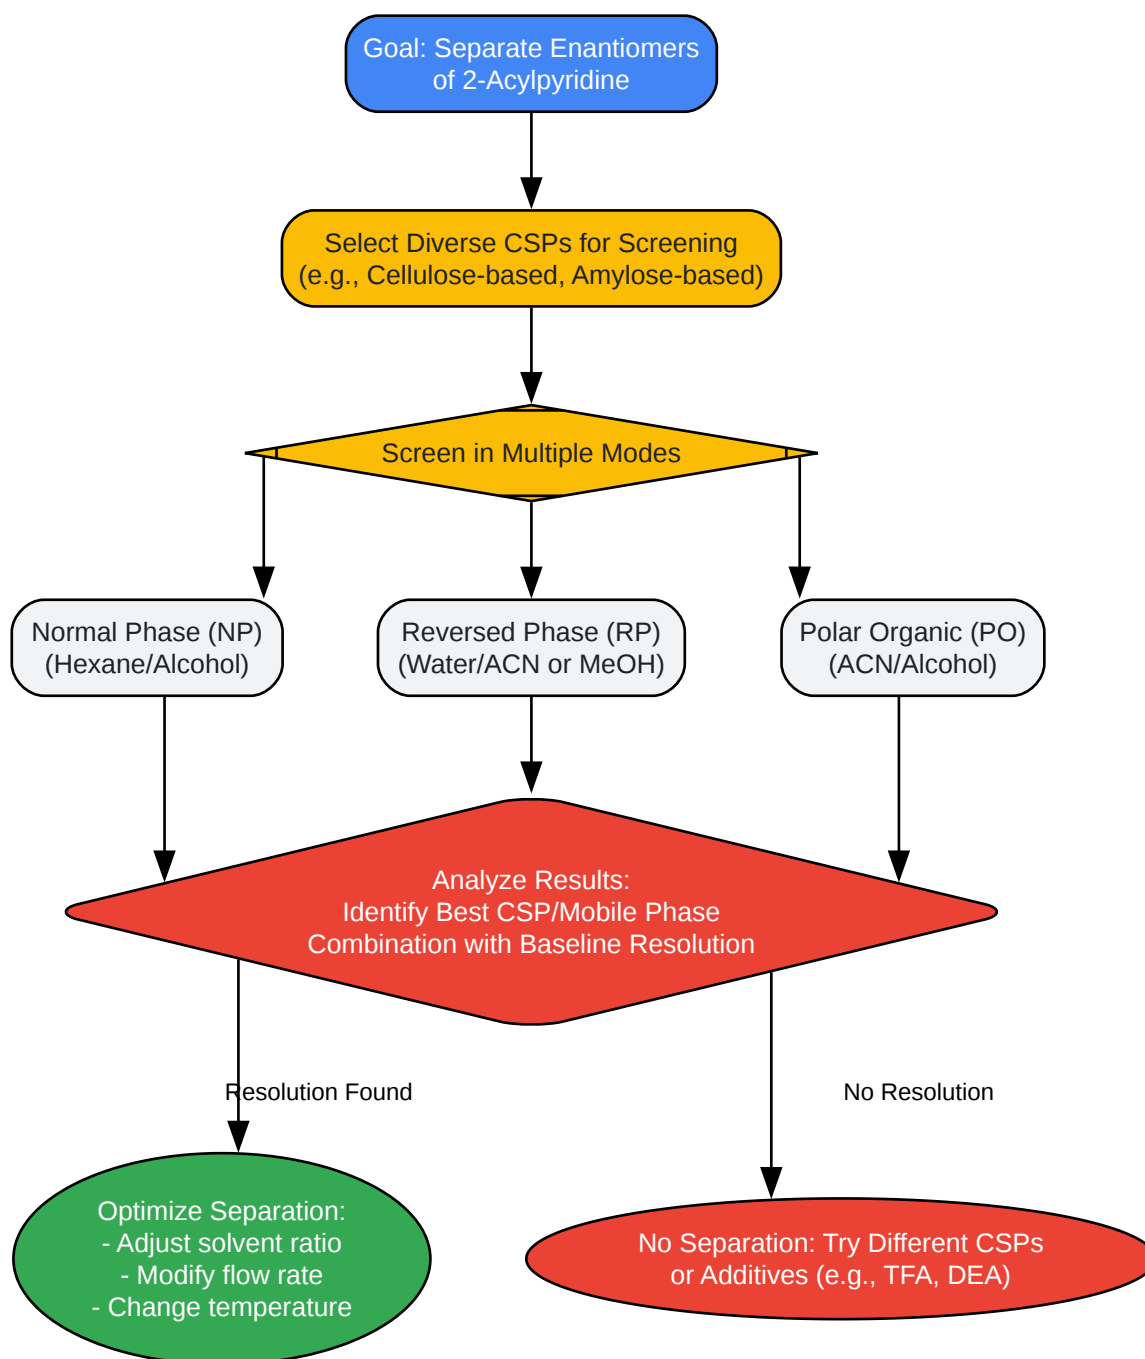 Goal: Separate Enantiomers
of 2-Acylpyridine
Select Diverse CSPs for Screening
(e.g., Cellulose-based, Amylose-based)
Screen in Multiple Modes
Normal Phase (NP)
(Hexane/Alcohol)
Reversed Phase (RP)
(Water/ACN or MeOH)
Polar Organic (PO)
(ACN/Alcohol)
Analyze Results:
Identify Best CSP/Mobile Phase
Combination with Baseline Resolution
Resolution Found
No Resolution
Optimize Separation:
- Adjust solvent ratio
- Modify flow rate
- Change temperature
No Separation: Try Different CSPs
or Additives (e.g., TFA, DEA)